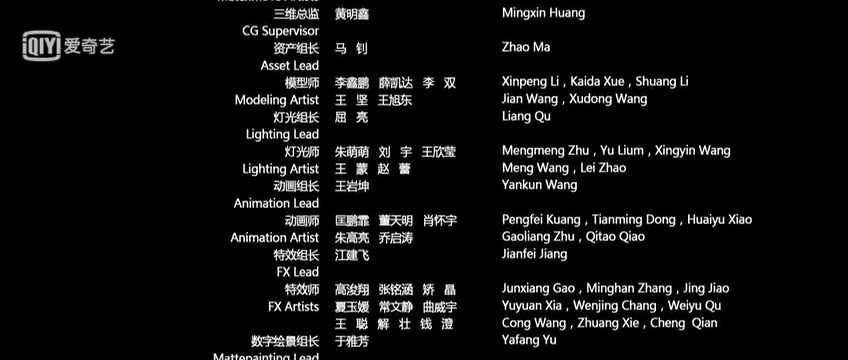 三维总监 黄明鑫 Mingxin Huang
CG Supervisor
iQIYI 爱奇艺
资产组长 马 钊 Zhao Ma
Asset Lead
模型师 李鑫鹏 薛凯达 李 双 Xinpeng Li , Kaida Xue , Shuang Li
Modeling Artist 王 坚 王旭东 Jian Wang , Xudong Wang
灯光组长 屈 亮 Liang Qu
Lighting Lead
灯光师 朱萌萌 刘 宇 王欣莹 Mengmeng Zhu , Yu Lium , Xingyin Wang
Lighting Artist 王 蒙 赵 蕾 Meng Wang , Lei Zhao
动画组长 王岩坤 Yankun Wang
Animation Lead
动画师 匡鹏霏 董天明 肖怀宇 Pengfei Kuang , Tianming Dong , Huaiyu Xiao
Animation Artist 朱高亮 乔启涛 Gaoliang Zhu , Qitao Qiao
特效组长 江建飞 Jianfei Jiang
FX Lead
特效师 高浚翔 张铭涵 矫 晶 Junxiang Gao , Minghan Zhang , Jing Jiao
FX Artists 夏玉媛 常文静 曲威宇 Yuyuan Xia , Wenjing Chang , Weiyu Qu
王 聪 解 壮 钱 澄 Cong Wang , Zhuang Xie , Cheng Qian
数字绘景组长 于雅芳 Yafang Yu
Mattepainting Lead